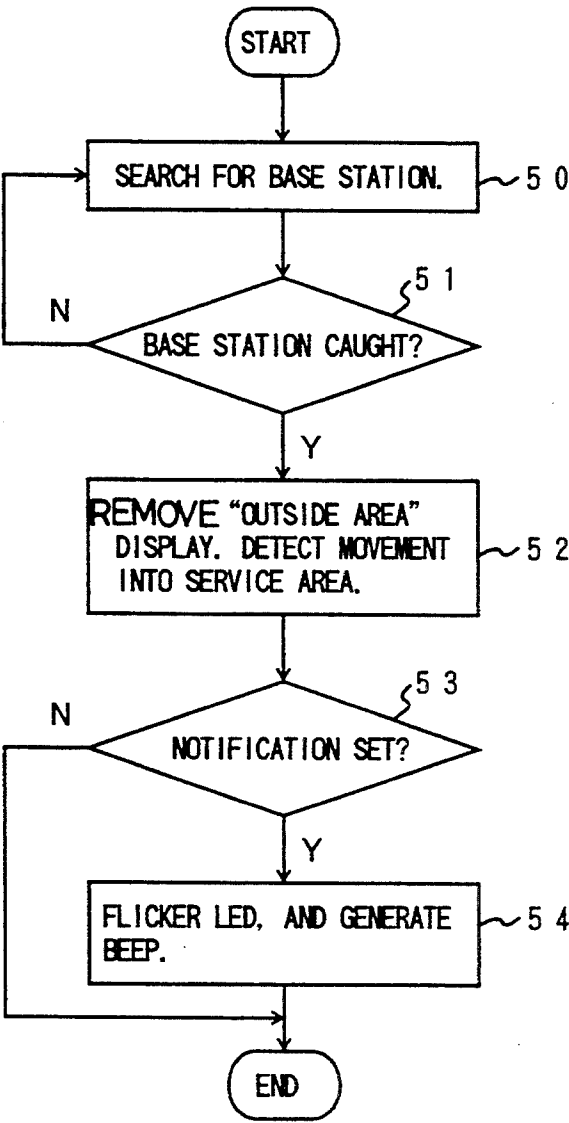 START
SEARCH FOR BASE STATION.
50
51
N
BASE STATION CAUGHT?
Y
REMOVE “OUTSIDE AREA”
DISPLAY. DETECT MOVEMENT
INTO SERVICE AREA.
52
53
N
NOTIFICATION SET?
Y
FLICKER LED, AND GENERATE
BEEP.
54
END